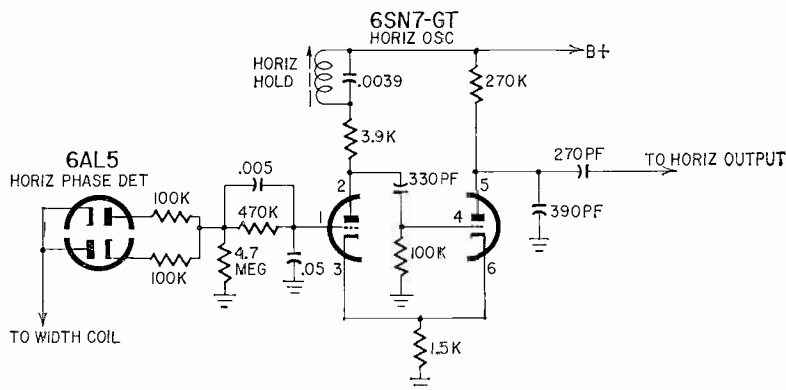 6SN7-GT
HORIZ OSC
HORIZ
HOLD
.0039
B+
270K
3.9K
6AL5
HORIZ PHASE DET
100K
.005
470K
330PF
270PF
TO HORIZ OUTPUT
2
5
1
4
390PF
4.7
MEG
.05
3
100K
6
100K
TO WIDTH COIL
1.5K